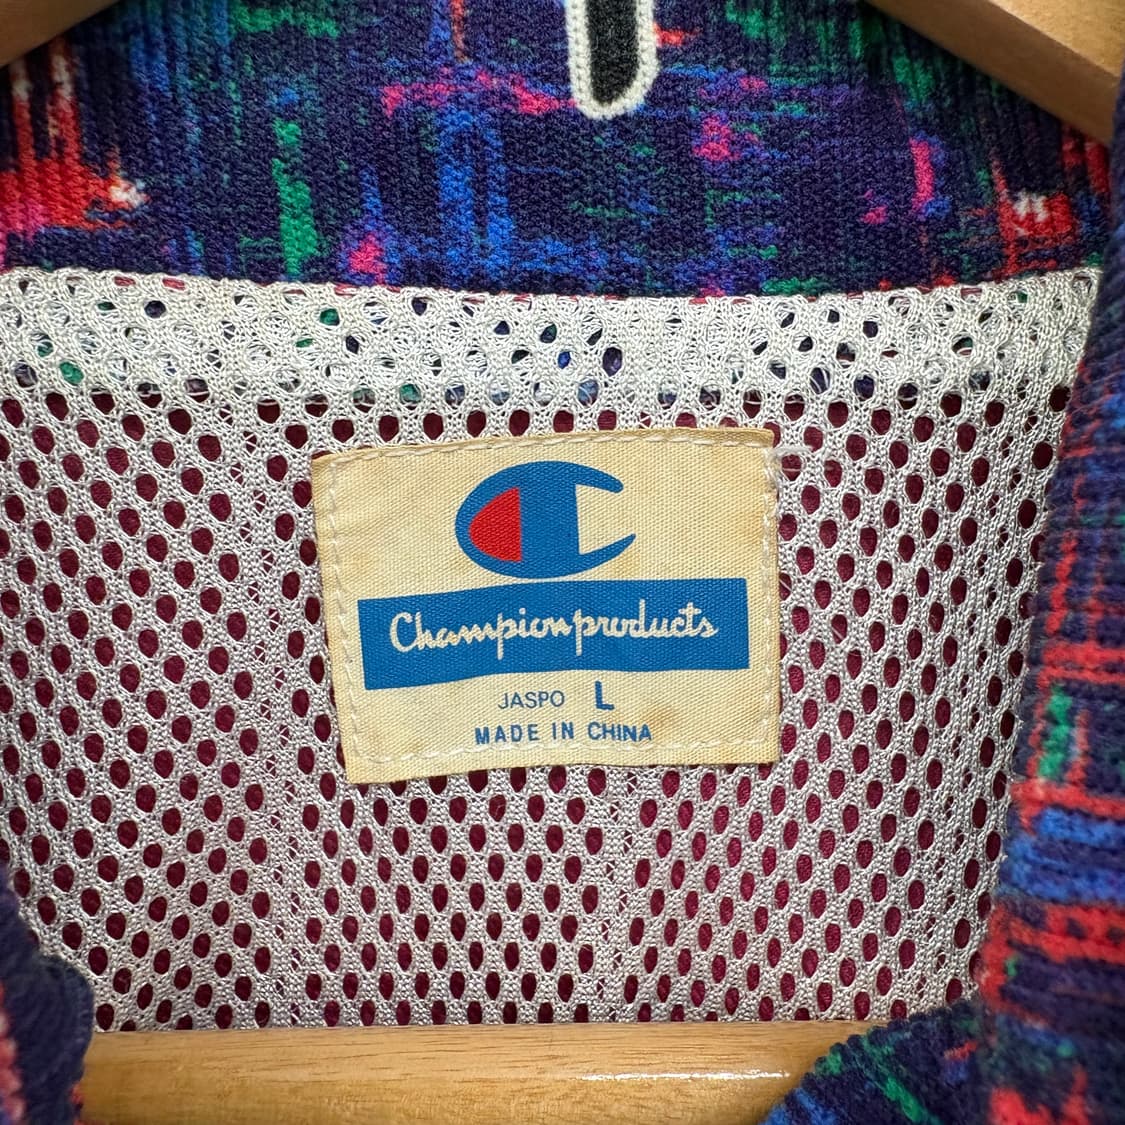 Champion products
JASPO L
MADE IN CHINA